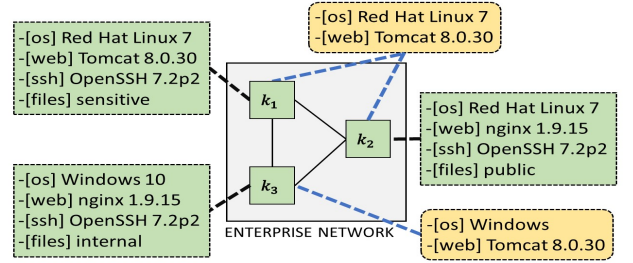 -[os] Red Hat Linux 7
-[web] Tomcat 8.0.30
-[ssh] OpenSSH 7.2p2
-[files] sensitive
-[os] Red Hat Linux 7
-[web] Tomcat 8.0.30
k1
k2
k3
-[os] Red Hat Linux 7
-[web] nginx 1.9.15
-[ssh] OpenSSH 7.2p2
-[files] public
-[os] Windows 10
-[web] nginx 1.9.15
-[ssh] OpenSSH 7.2p2
-[files] internal
ENTERPRISE NETWORK
-[os] Windows
-[web] Tomcat 8.0.30